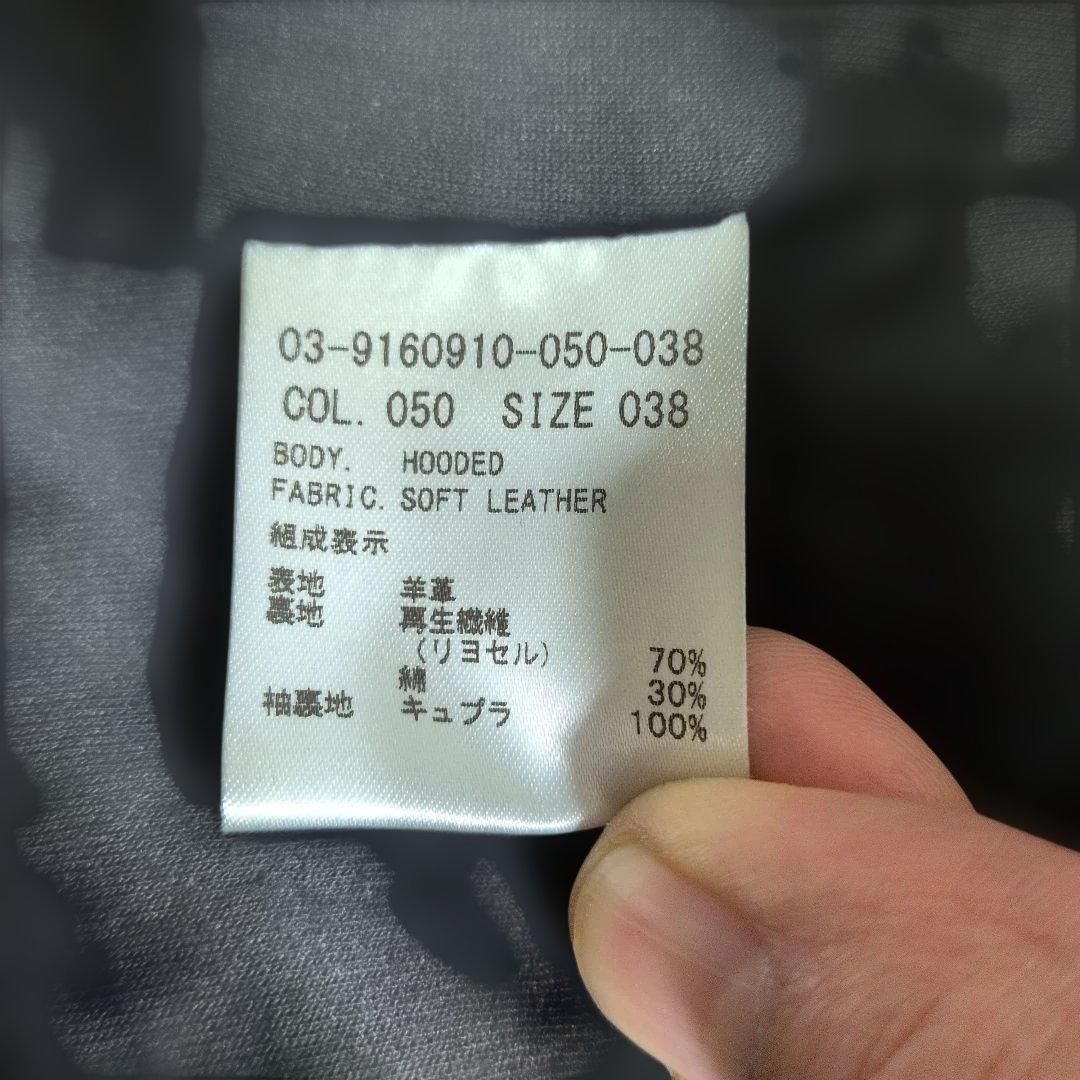 03-9160910-050-038
COL. 050 SIZE 038
BODY. HOODED
FABRIC. SOFT LEATHER
組成表示
表地 羊革
裏地 再生繊維
(リヨセル) 70%
綿 30%
袖裏地 キュプラ 100%